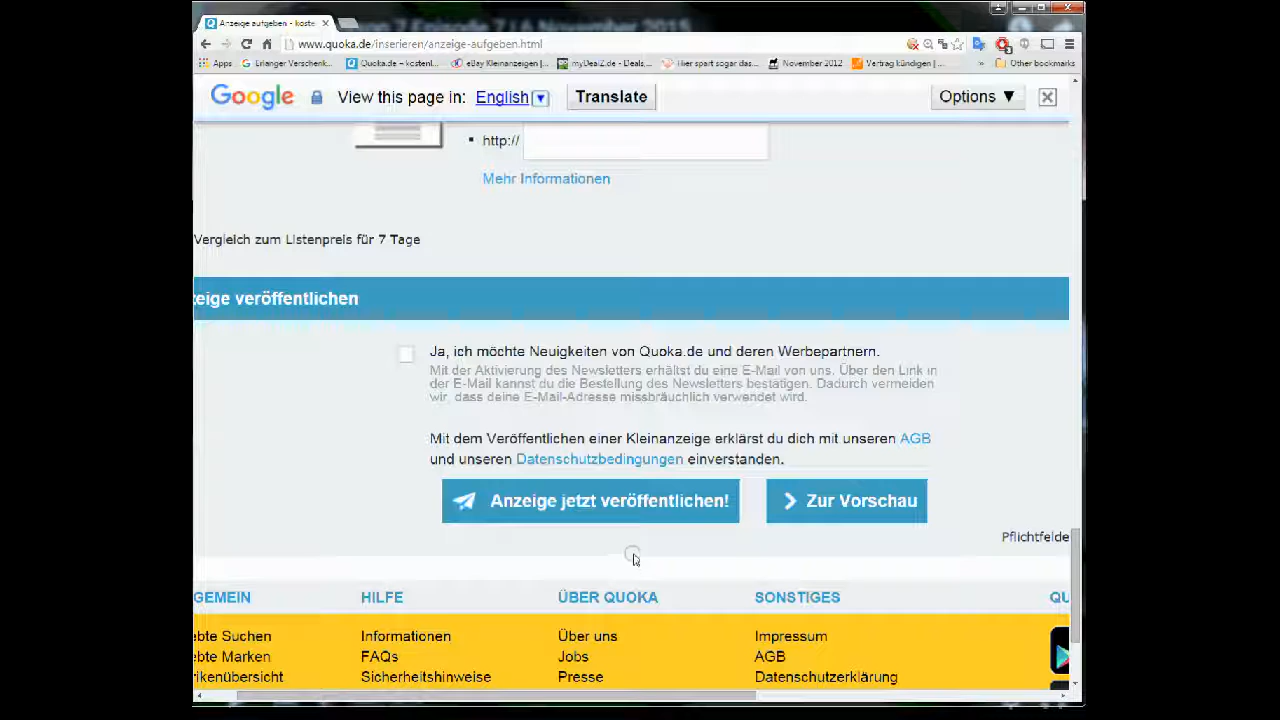 7 Episode 7 | 6 November 2015
Anzeige aufgeben - koste
www.quoka.de/inserieren/anzeige-aufgeben.html
Apps Erlanger Verschenk... Quoka.de – kostenl... eBay Kleinanzeigen |... myDealZ.de - Deals,... Hier spart sogar das... November 2012 Vertrag kündigen | ... » Other bookmarks
Google View this page in: English Translate Options ▼
http://
Mehr Informationen
Vergleich zum Listenpreis für 7 Tage
eige veröffentlichen
Ja, ich möchte Neuigkeiten von Quoka.de und deren Werbepartnern.
Mit der Aktivierung des Newsletters erhältst du eine E-Mail von uns. Über den Link in
der E-Mail kannst du die Bestellung des Newsletters bestätigen. Dadurch vermeiden
wir, dass deine E-Mail-Adresse missbräuchlich verwendet wird.
Mit dem Veröffentlichen einer Kleinanzeige erklärst du dich mit unseren AGB
und unseren Datenschutzbedingungen einverstanden.
Anzeige jetzt veröffentlichen! Zur Vorschau
Pflichtfelde
GEMEIN HILFE ÜBER QUOKA SONSTIGES QU
ebte Suchen Informationen Über uns Impressum
ebte Marken FAQs Jobs AGB
rikenübersicht Sicherheitshinweise Presse Datenschutzerklärung